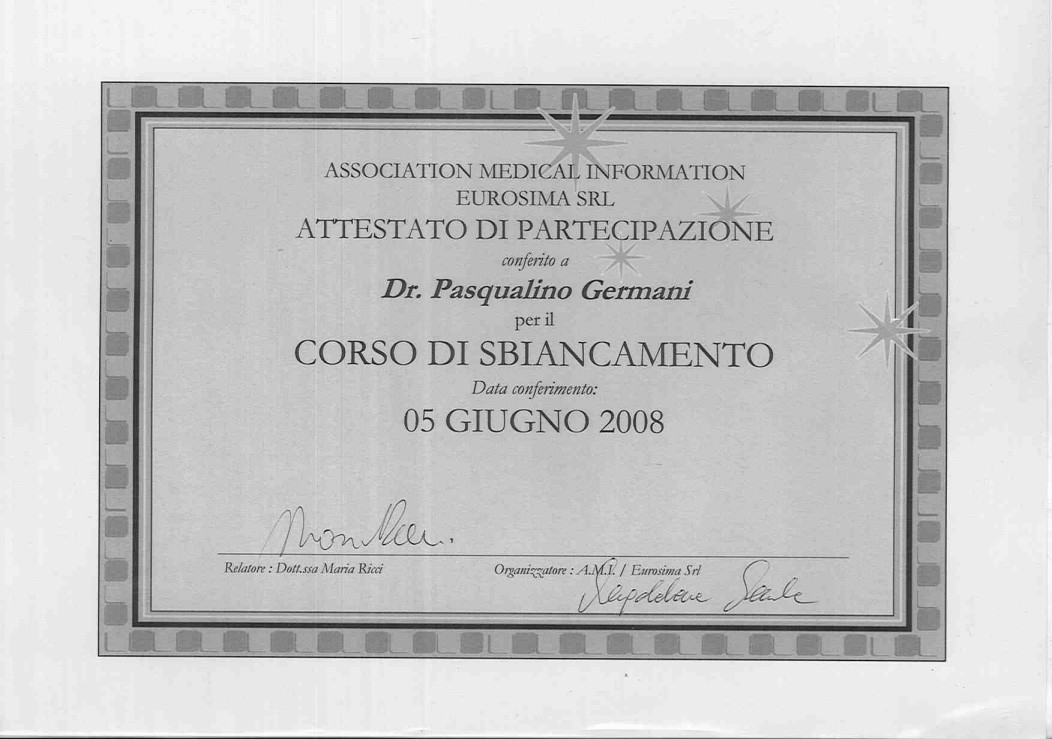 ASSOCIATION MEDICAL INFORMATION
EUROSIMA SRL
ATTESTATO DI PARTECIPAZIONE
conferito a
Dr. Pasqualino Germani
per il
CORSO DI SBIANCAMENTO
Data conferimento:
05 GIUGNO 2008
Relatore : Dott.ssa Maria Ricci
Organizzatore : A.M.I. / Eurosima Srl